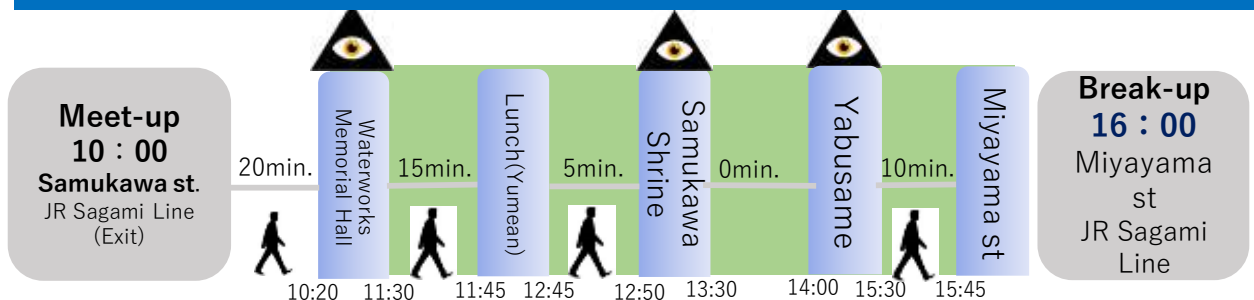 Meet-up
10：00
Samukawa st.
JR Sagami Line
(Exit)
20min.
Waterworks
Memorial Hall
15min.
Lunch(Yumean)
5min.
Samukawa
Shrine
0min.
Yabusame
10min.
Miyayama st
Break-up
16：00
Miyayama
st
JR Sagami
Line
10:20
11:30
11:45
12:45
12:50
13:30
14:00
15:30
15:45